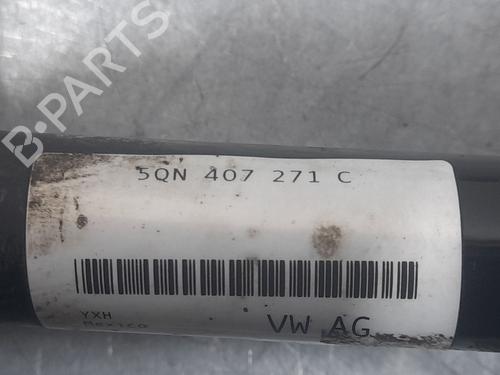 B-PARTS
5QN 407 271 C
YXH
Mexico
VW AG